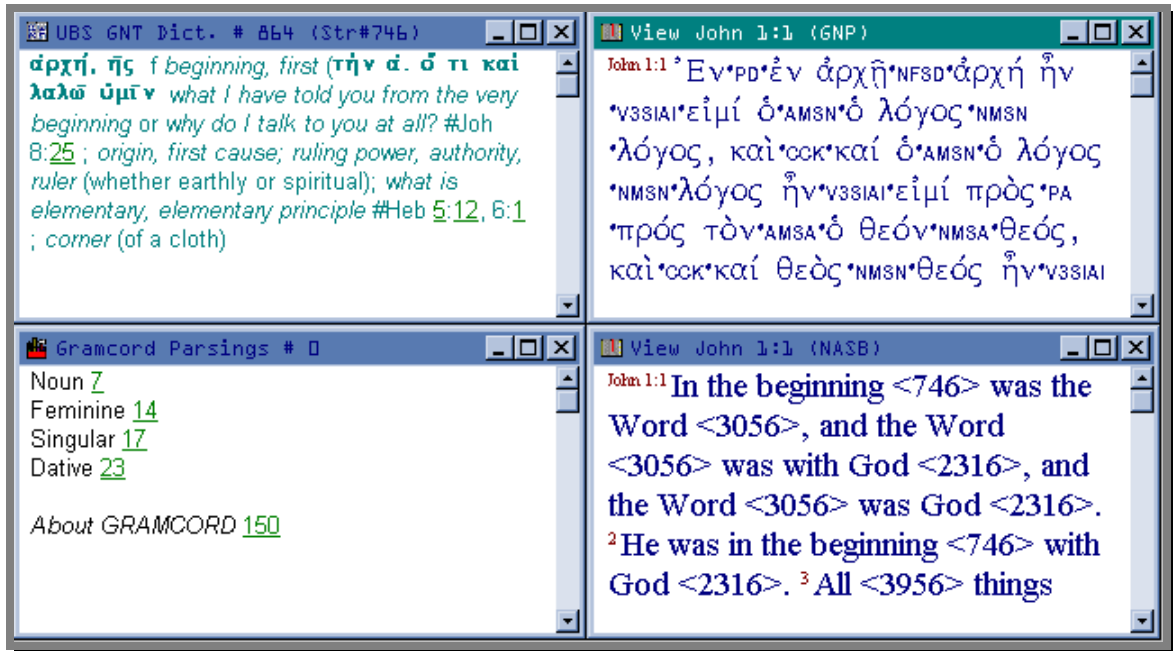 UBS GNT Dict. # 864 (Str#746)
ἀρχή, ῆς f beginning, first (τὴν ἀ. ὅ τι καὶ
λαλῶ ὑμῖν what I have told you from the very
beginning or why do I talk to you at all? #Joh
8:25 ; origin, first cause; ruling power, authority,
ruler (whether earthly or spiritual); what is
elementary, elementary principle #Heb 5:12, 6:1
; corner (of a cloth)
View John 1:1 (GNP)
John 1:1 Ἐν•PD•ἐν ἀρχῇ•NFSD•ἀρχή ἦν
•V3SIAI•εἰμί ὁ•AMSN•ὁ λόγος•NMSN
•λόγος, καὶ•CCK•καί ὁ•AMSN•ὁ λόγος
•NMSN•λόγος ἦν•V3SIAI•εἰμί πρὸς•PA
•πρός τὸν•AMSA•ὁ θεόν•NMSA•θεός,
καὶ•CCK•καί θεὸς•NMSN•θεός ἦν•V3SIAI
Gramcord Parsings # 0
Noun 7
Feminine 14
Singular 17
Dative 23
About GRAMCORD 150
View John 1:1 (NASB)
John 1:1 In the beginning <746> was the
Word <3056>, and the Word
<3056> was with God <2316>, and
the Word <3056> was God <2316>.
2 He was in the beginning <746> with
God <2316>. 3 All <3956> things